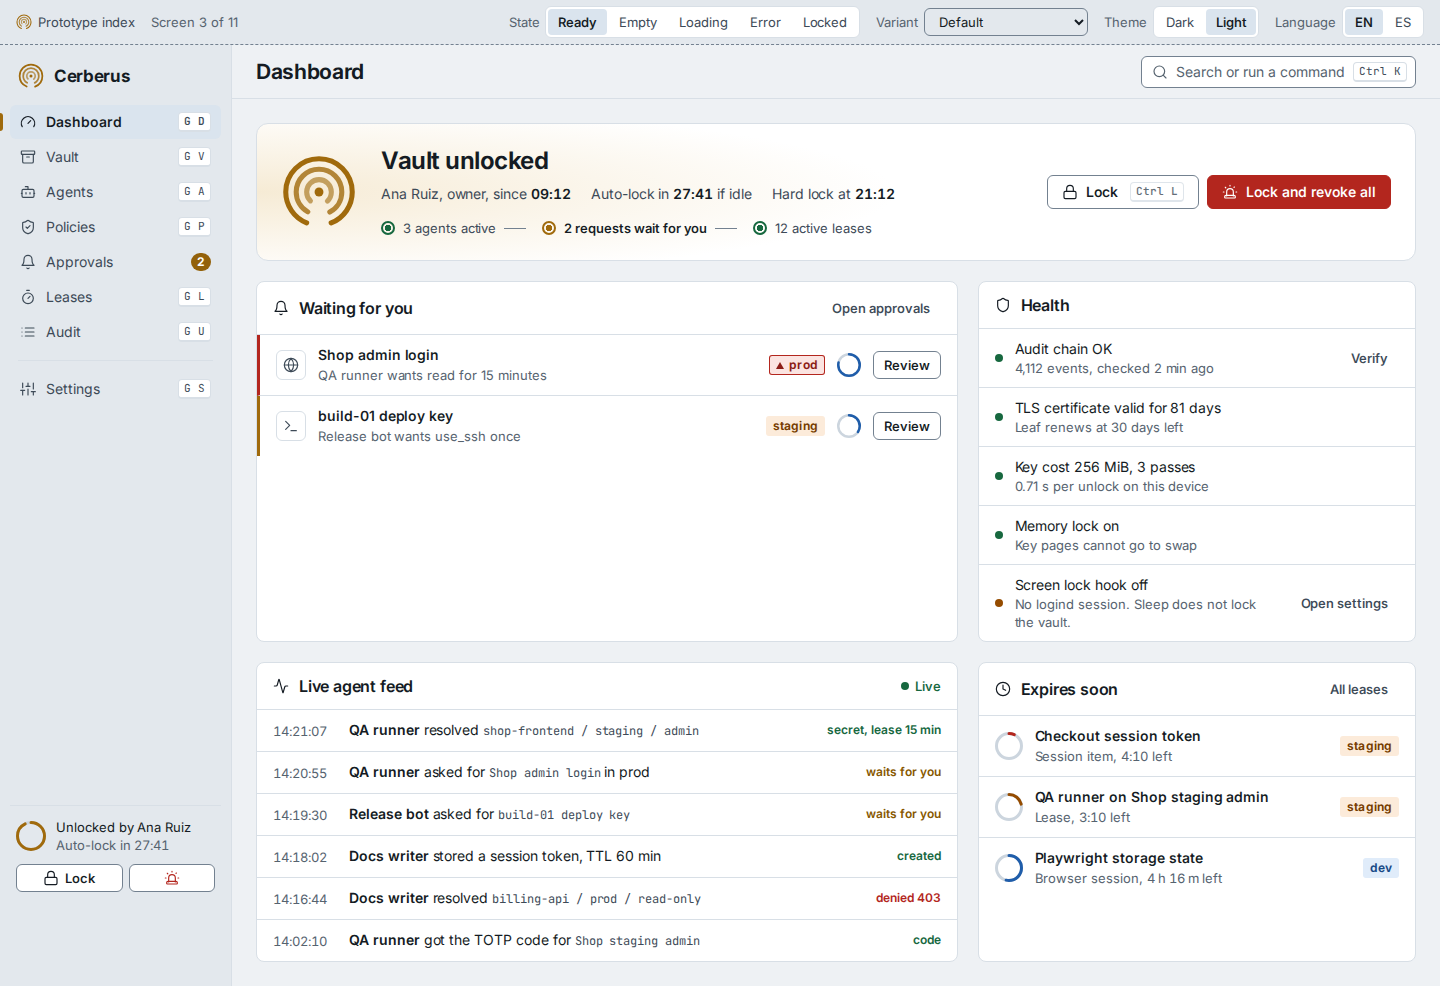 Prototype index
Screen 3 of 11
State
Ready
Empty
Loading
Error
Locked
Variant
Default
Theme
Dark
Light
Language
EN
ES
Cerberus
Dashboard
G D
Vault
G V
Agents
G A
Policies
G P
Approvals
2
Leases
G L
Audit
G U
Settings
G S
Unlocked by Ana Ruiz
Auto-lock in 27:41
Lock
Dashboard
Search or run a command
Ctrl K
Vault unlocked
Ana Ruiz, owner, since 09:12
Auto-lock in 27:41 if idle
Hard lock at 21:12
3 agents active
2 requests wait for you
12 active leases
Lock
Ctrl L
Lock and revoke all
Waiting for you
Open approvals
Shop admin login
QA runner wants read for 15 minutes
prod
Review
build-01 deploy key
Release bot wants use_ssh once
staging
Review
Health
Audit chain OK
4,112 events, checked 2 min ago
Verify
TLS certificate valid for 81 days
Leaf renews at 30 days left
Key cost 256 MiB, 3 passes
0.71 s per unlock on this device
Memory lock on
Key pages cannot go to swap
Screen lock hook off
No logind session. Sleep does not lock
the vault.
Open settings
Live agent feed
Live
14:21:07 QA runner resolved shop-frontend / staging / admin secret, lease 15 min
14:20:55 QA runner asked for Shop admin login in prod waits for you
14:19:30 Release bot asked for build-01 deploy key waits for you
14:18:02 Docs writer stored a session token, TTL 60 min created
14:16:44 Docs writer resolved billing-api / prod / read-only denied 403
14:02:10 QA runner got the TOTP code for Shop staging admin code
Expires soon
All leases
Checkout session token
Session item, 4:10 left
staging
QA runner on Shop staging admin
Lease, 3:10 left
staging
Playwright storage state
Browser session, 4 h 16 m left
dev